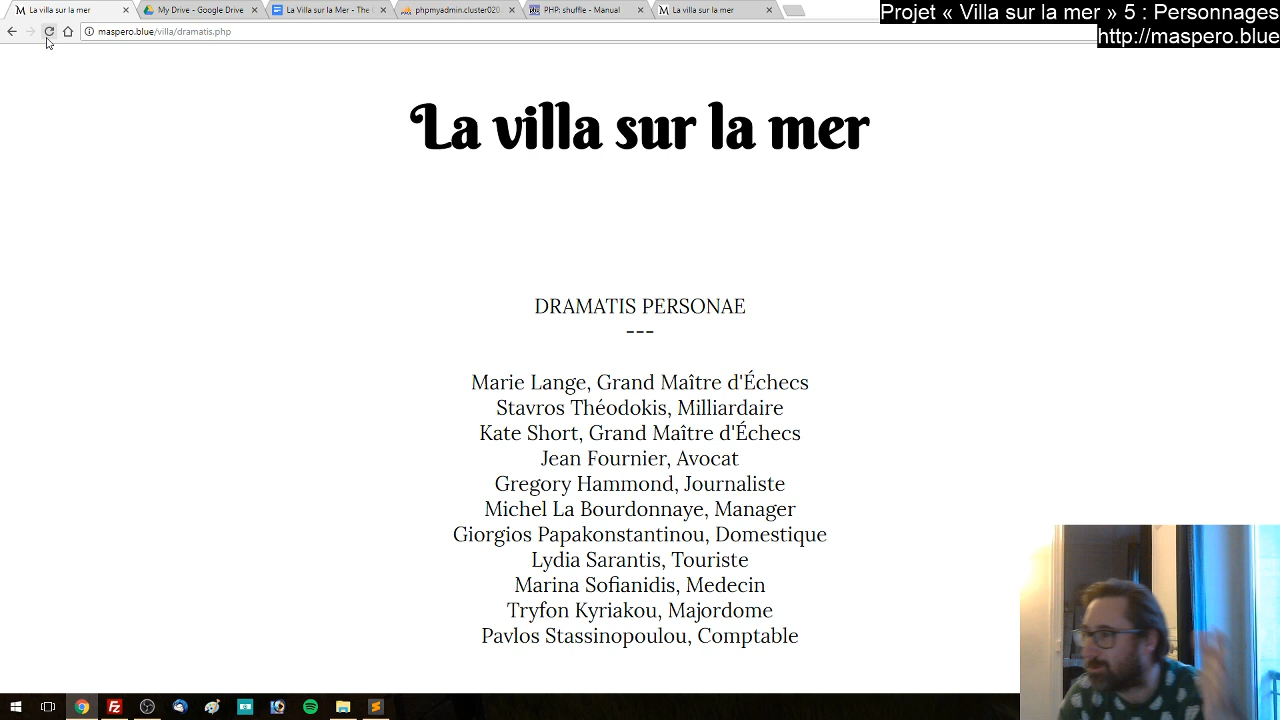 La villa sur la mer
My Drive - Google Drive
La Villa sur la Mer - The
phpmyadmin.cluster020
PHP: shuffle - Manual
La villa sur la mer
Projet « Villa sur la mer » 5 : Personnages
http://maspero.blue
maspero.blue/villa/dramatis.php
La villa sur la mer
DRAMATIS PERSONAE
---
Marie Lange, Grand Maître d'Échecs
Stavros Théodokis, Milliardaire
Kate Short, Grand Maître d'Échecs
Jean Fournier, Avocat
Gregory Hammond, Journaliste
Michel La Bourdonnaye, Manager
Giorgios Papakonstantinou, Domestique
Lydia Sarantis, Touriste
Marina Sofianidis, Medecin
Tryfon Kyriakou, Majordome
Pavlos Stassinopoulou, Comptable